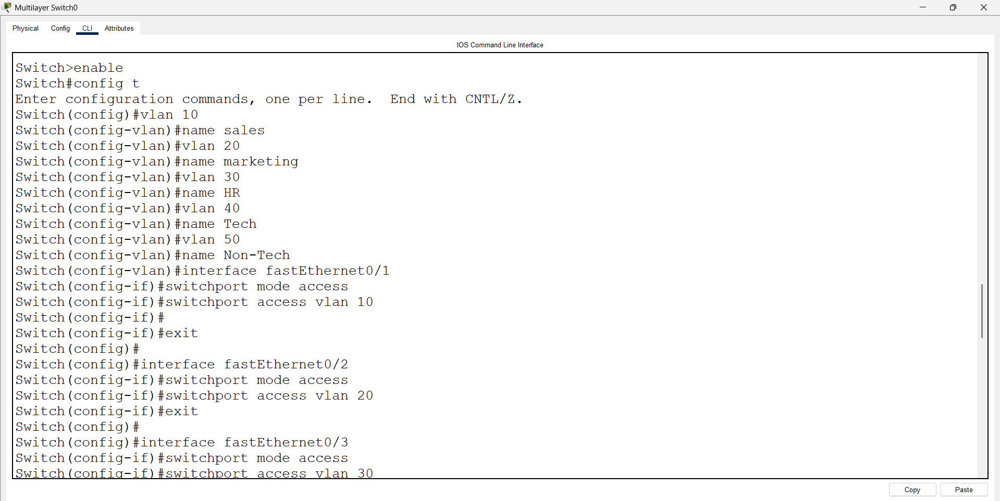 Multilayer Switch0
Physical Config CLI Attributes
IOS Command Line Interface
Switch>enable
Switch#config t
Enter configuration commands, one per line.  End with CNTL/Z.
Switch(config)#vlan 10
Switch(config-vlan)#name sales
Switch(config-vlan)#vlan 20
Switch(config-vlan)#name marketing
Switch(config-vlan)#vlan 30
Switch(config-vlan)#name HR
Switch(config-vlan)#vlan 40
Switch(config-vlan)#name Tech
Switch(config-vlan)#vlan 50
Switch(config-vlan)#name Non-Tech
Switch(config-vlan)#interface fastEthernet0/1
Switch(config-if)#switchport mode access
Switch(config-if)#switchport access vlan 10
Switch(config-if)#
Switch(config-if)#exit
Switch(config)#
Switch(config)#interface fastEthernet0/2
Switch(config-if)#switchport mode access
Switch(config-if)#switchport access vlan 20
Switch(config-if)#exit
Switch(config)#
Switch(config)#interface fastEthernet0/3
Switch(config-if)#switchport mode access
Switch(config-if)#switchport access vlan 30
Copy Paste